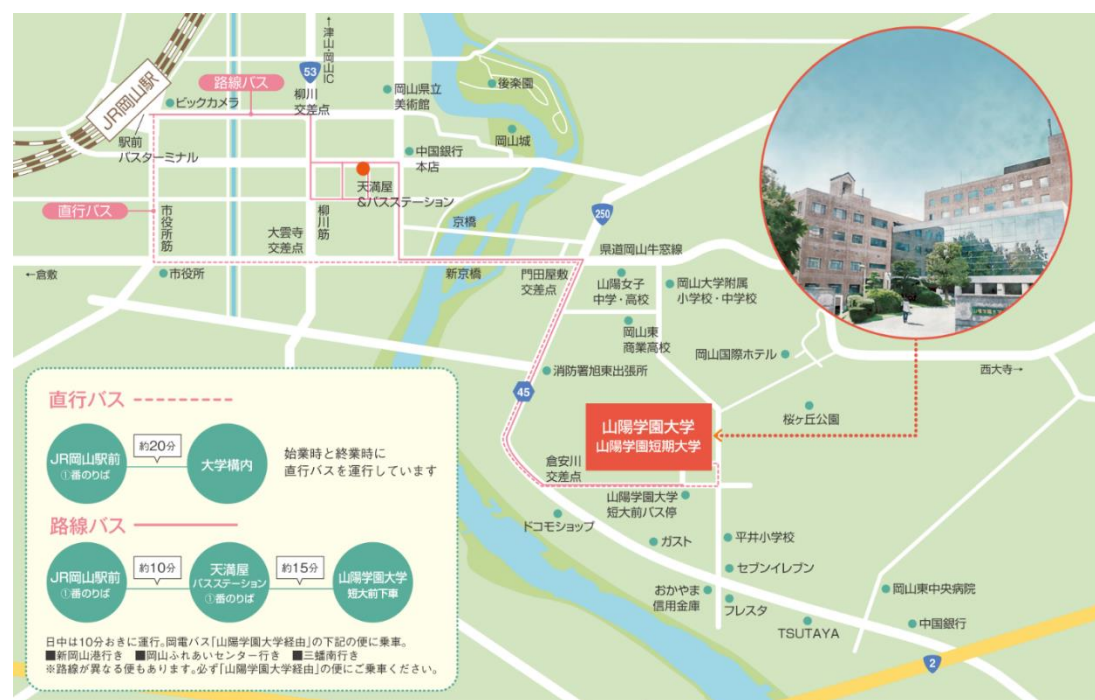 ←津山・岡山IC
53
JR岡山駅
路線バス
ビックカメラ
柳川
交差点
岡山県立
美術館
後楽園
岡山城
駅前
バスターミナル
中国銀行
本店
天満屋
&バスステーション
直行バス
市役所筋
大雲寺
交差点
柳川筋
京橋
250
県道岡山牛窓線
←倉敷
市役所
新京橋
門田屋敷
交差点
山陽女子
中学・高校
岡山大学附属
小学校・中学校
岡山東
商業高校
岡山国際ホテル
消防署旭東出張所
西大寺→
45
桜ヶ丘公園
山陽学園大学
山陽学園短期大学
倉安川
交差点
山陽学園大学
短大前バス停
ドコモショップ
ガスト
平井小学校
セブンイレブン
おかやま
信用金庫
フレスタ
TSUTAYA
岡山東中央病院
中国銀行
2
直行バス
JR岡山駅前
①番のりば
約20分
大学構内
始業時と終業時に
直行バスを運行しています
路線バス
JR岡山駅前
①番のりば
約10分
天満屋
バスステーション
①番のりば
約15分
山陽学園大学
短大前下車
日中は10分おきに運行。岡電バス「山陽学園大学経由」の下記の便に乗車。
■新岡山港行き ■岡山ふれあいセンター行き ■三蟠南行き
※路線が異なる便もあります。必ず「山陽学園大学経由」の便にご乗車ください。